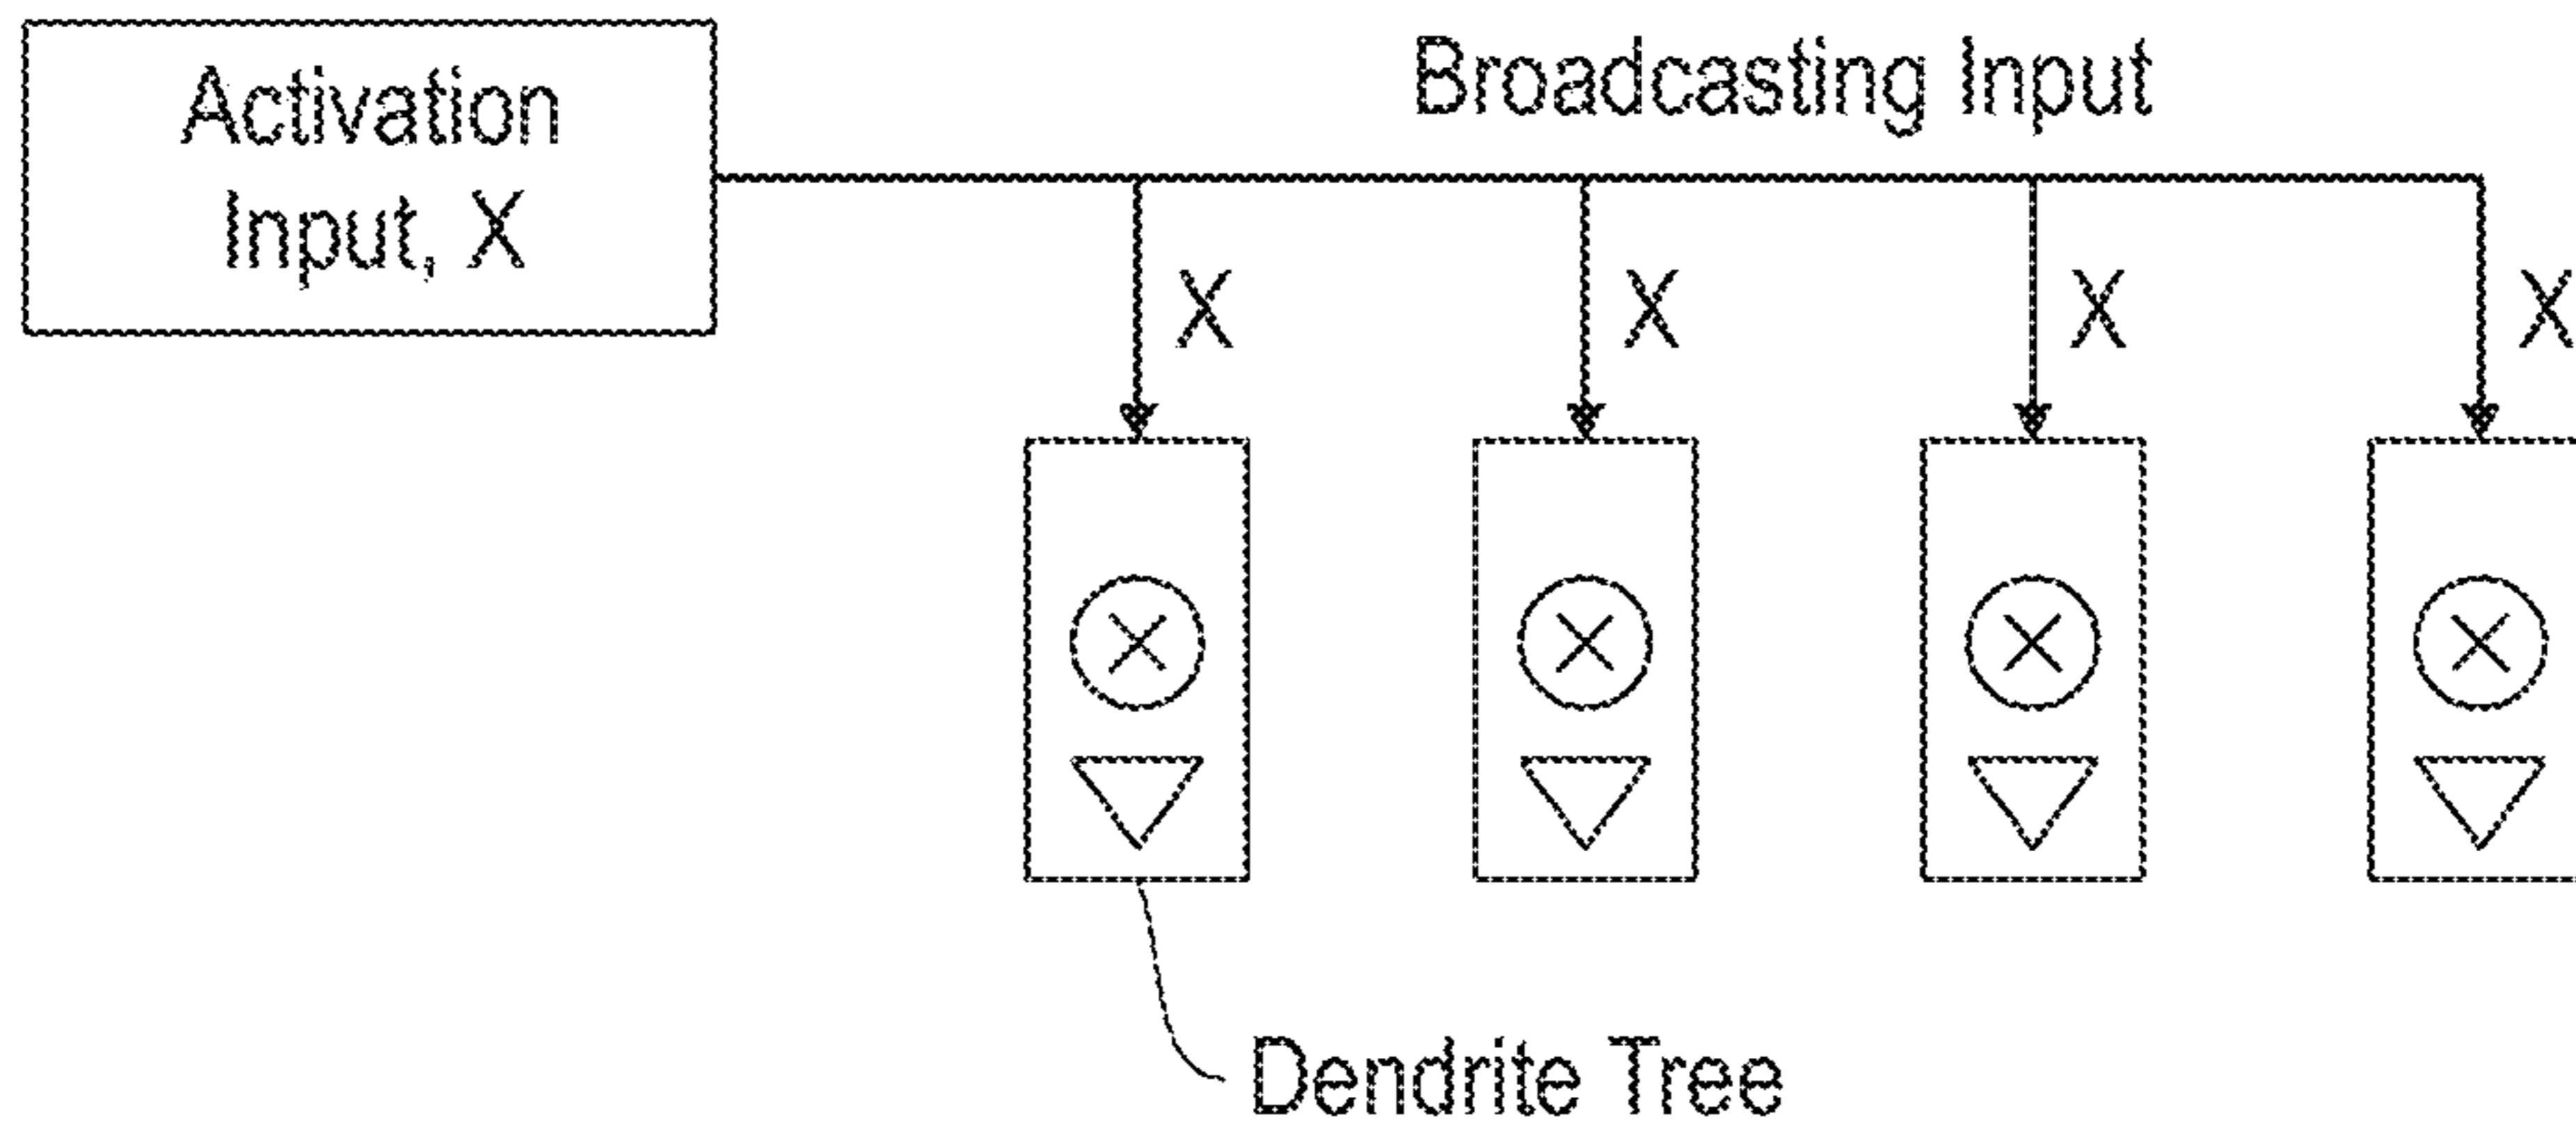 Activation
Input, X
Broadcasting Input
X
X
X
X
Dendrite Tree